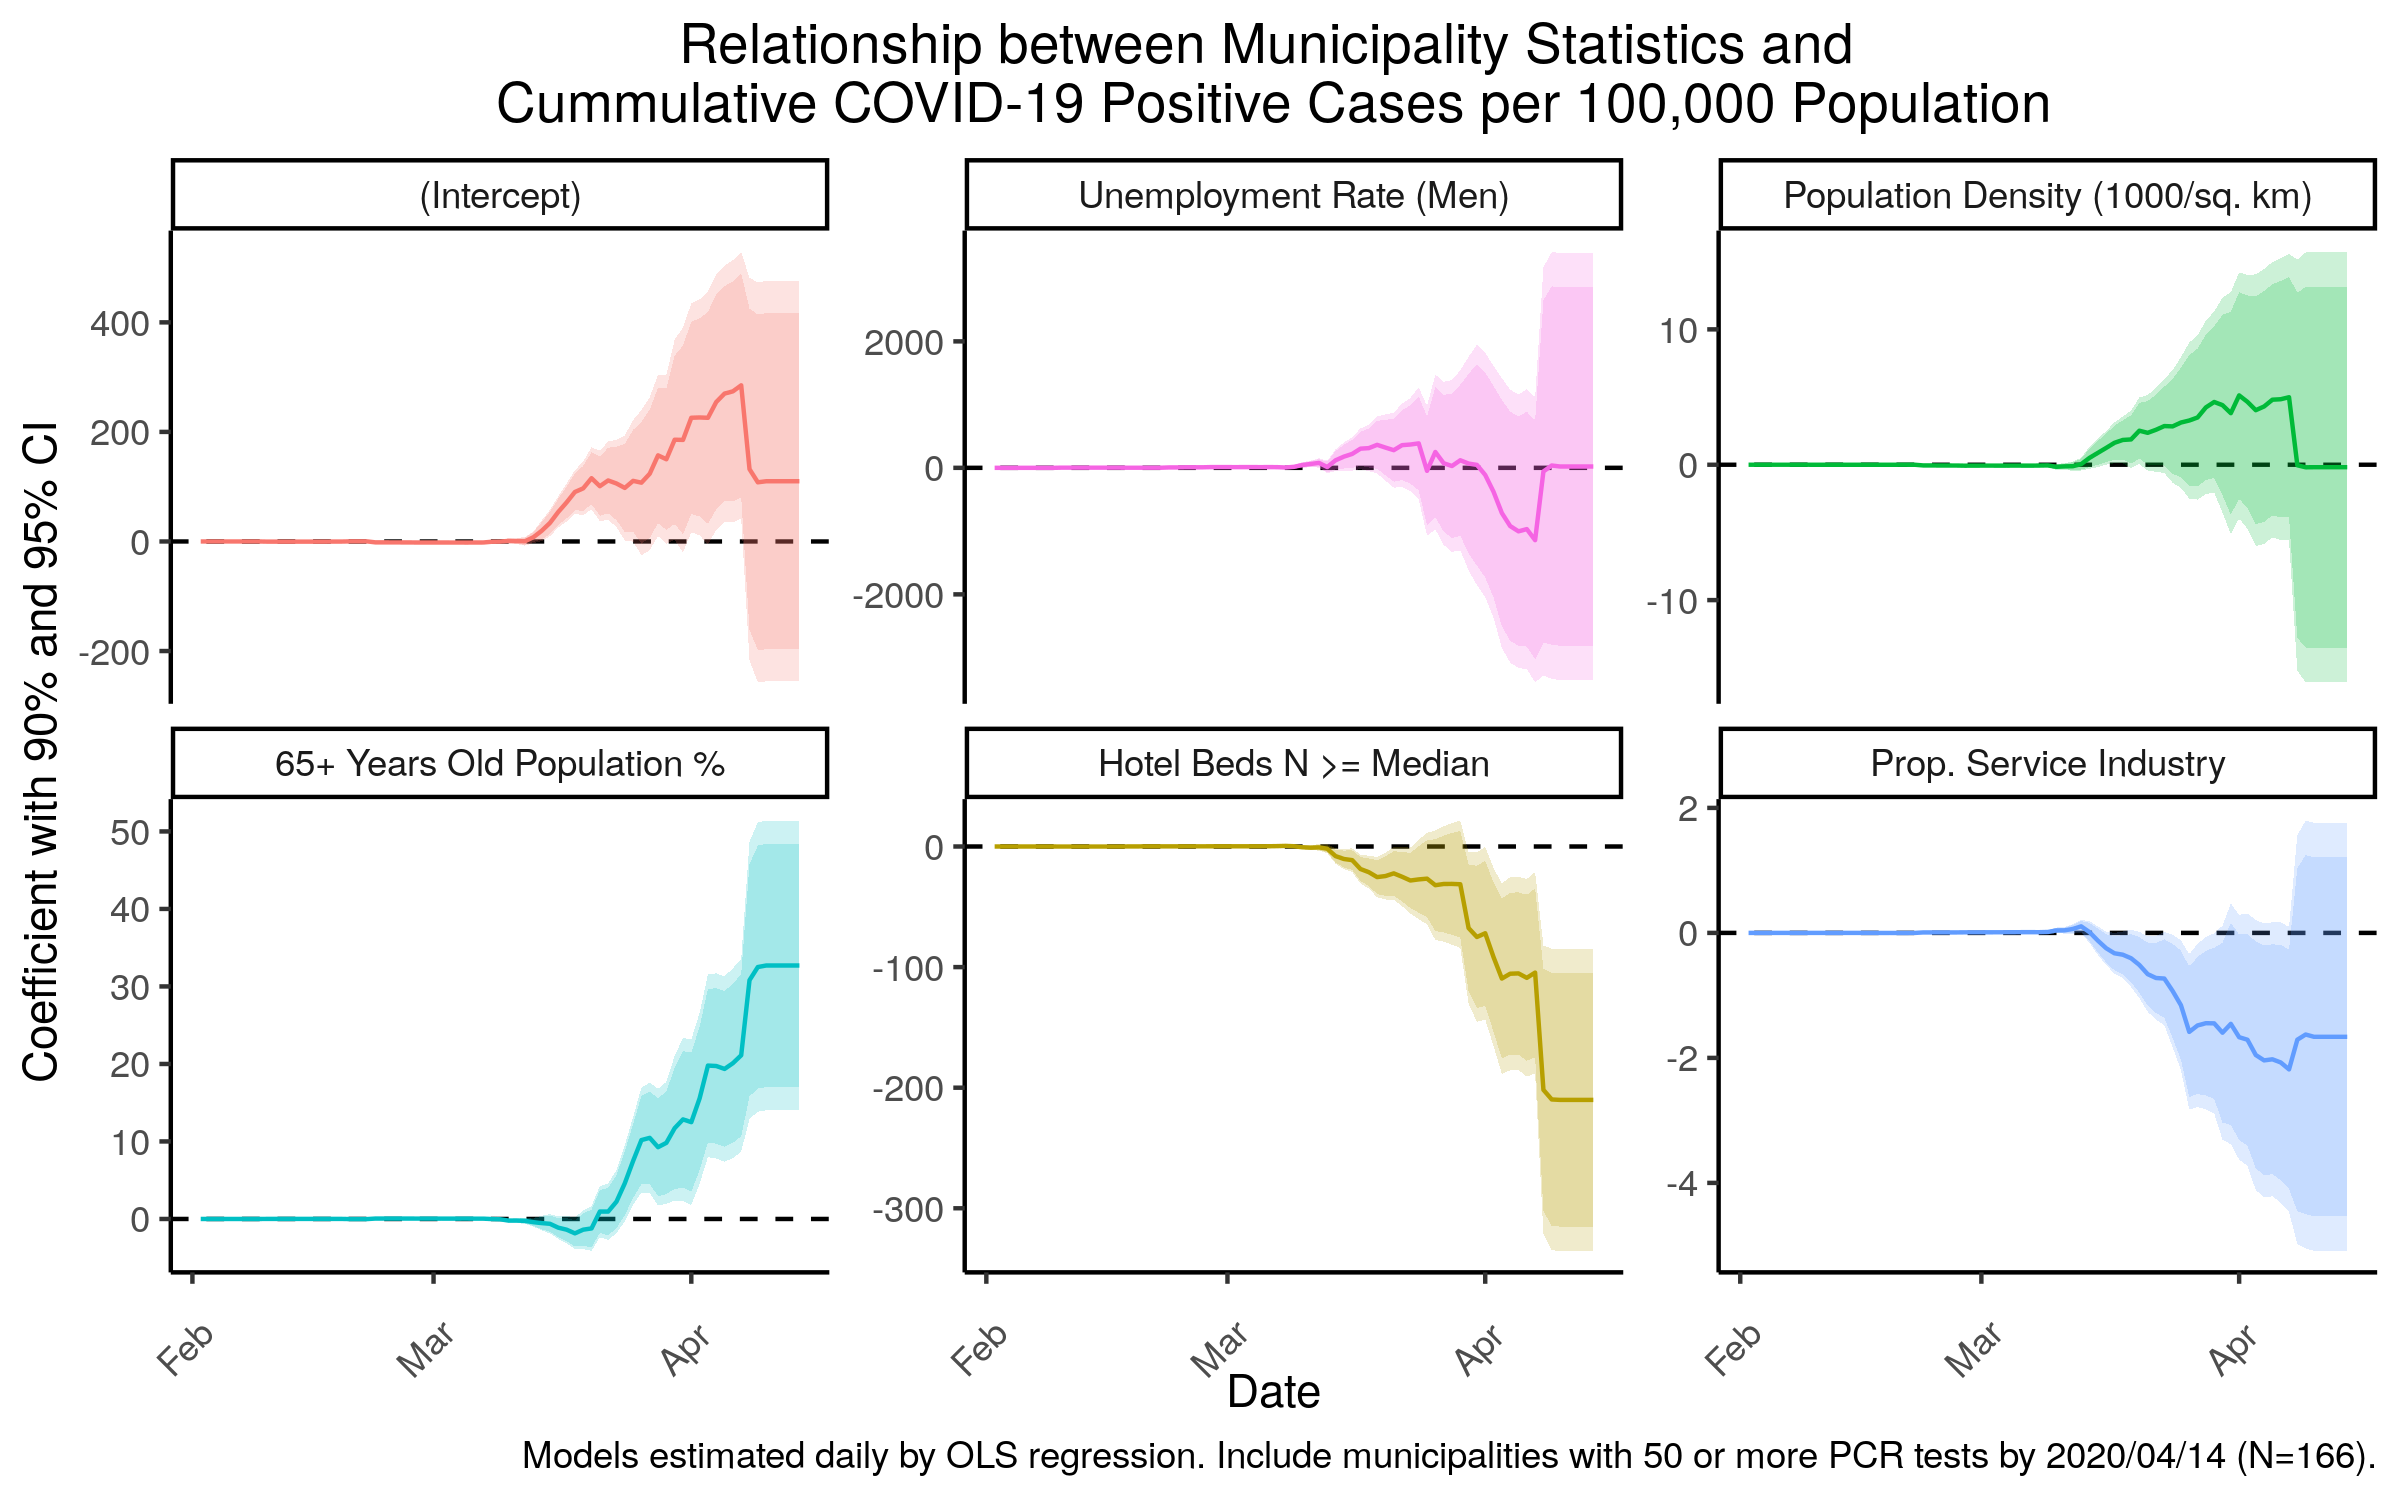 Relationship between Municipality Statistics and
Cummulative COVID-19 Positive Cases per 100,000 Population
Coefficient with 90% and 95% CI
(Intercept)
400
200
0
-200
Unemployment Rate (Men)
2000
0
-2000
Population Density (1000/sq. km)
10
0
-10
65+ Years Old Population %
50
40
30
20
10
0
Feb Mar Apr
Hotel Beds N >= Median
0
-100
-200
-300
Feb Mar Apr
Prop. Service Industry
2
0
-2
-4
Feb Mar Apr
Date
Models estimated daily by OLS regression. Include municipalities with 50 or more PCR tests by 2020/04/14 (N=166).